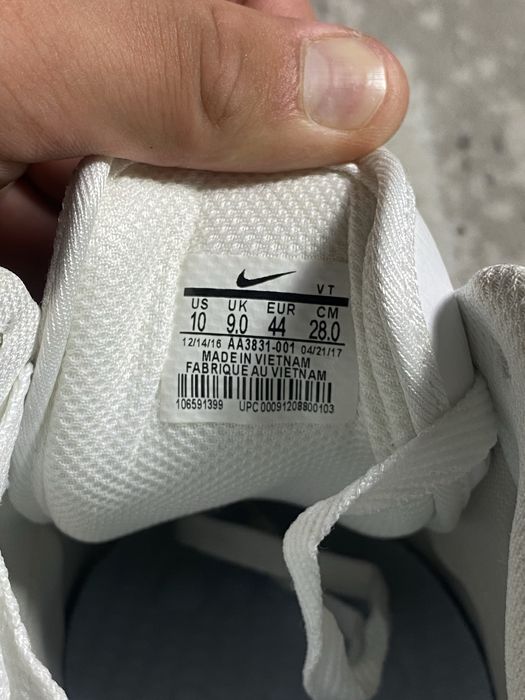 VT
US UK EUR CM
10 9.0 44 28.0
12/14/16 AA3831-001 04/21/17
MADE IN VIETNAM
FABRIQUE AU VIETNAM
106591399 UPC 00091208800103